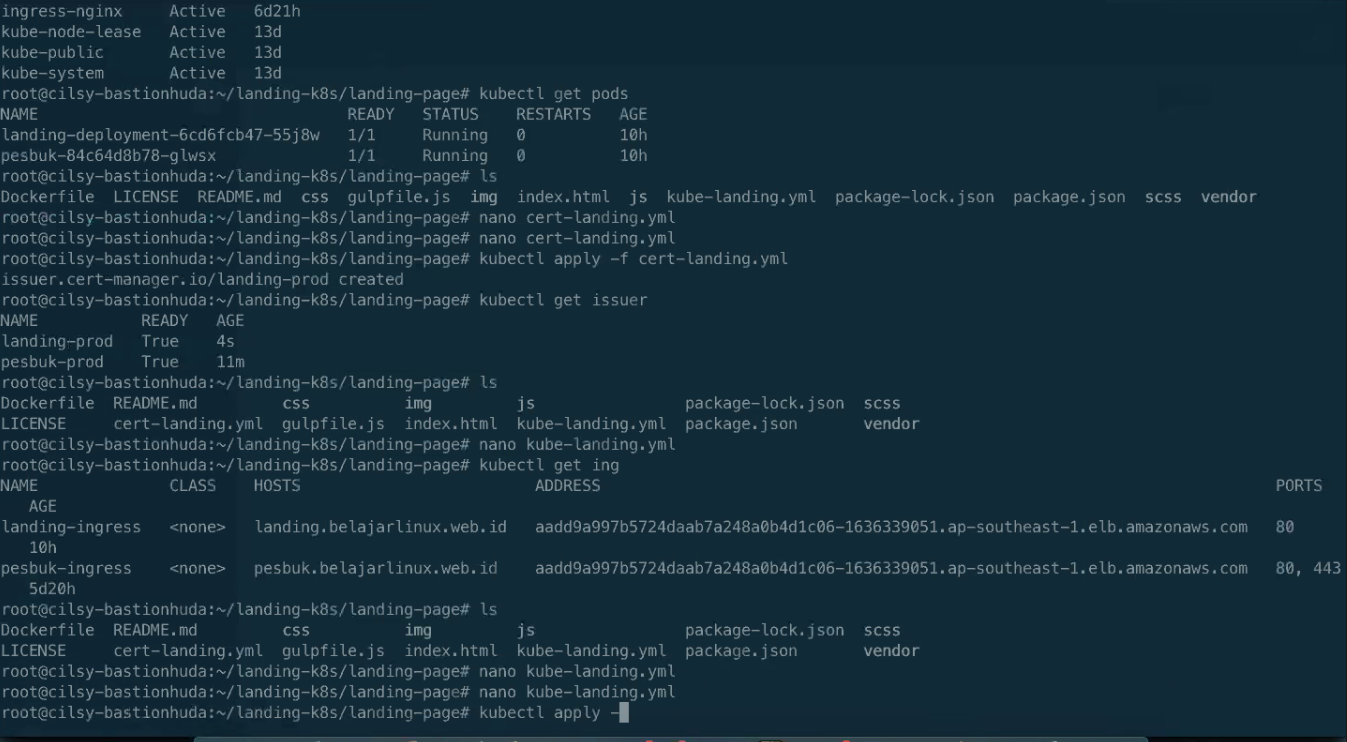 ingress-nginx     Active   6d21h
kube-node-lease   Active   13d
kube-public       Active   13d
kube-system       Active   13d
root@cilsy-bastionhuda:~/landing-k8s/landing-page# kubectl get pods
NAME                                 READY   STATUS    RESTARTS   AGE
landing-deployment-6cd6fcb47-55j8w   1/1     Running   0          10h
pesbuk-84c64d8b78-glwsx              1/1     Running   0          10h
root@cilsy-bastionhuda:~/landing-k8s/landing-page# ls
Dockerfile  LICENSE  README.md  css  gulpfile.js  img  index.html  js  kube-landing.yml  package-lock.json  package.json  scss  vendor
root@cilsy-bastionhuda:~/landing-k8s/landing-page# nano cert-landing.yml
root@cilsy-bastionhuda:~/landing-k8s/landing-page# nano cert-landing.yml
root@cilsy-bastionhuda:~/landing-k8s/landing-page# kubectl apply -f cert-landing.yml
issuer.cert-manager.io/landing-prod created
root@cilsy-bastionhuda:~/landing-k8s/landing-page# kubectl get issuer
NAME           READY   AGE
landing-prod   True    4s
pesbuk-prod    True    11m
root@cilsy-bastionhuda:~/landing-k8s/landing-page# ls
Dockerfile  README.md         css          img         js                package-lock.json  scss
LICENSE     cert-landing.yml  gulpfile.js  index.html  kube-landing.yml  package.json       vendor
root@cilsy-bastionhuda:~/landing-k8s/landing-page# nano kube-landing.yml
root@cilsy-bastionhuda:~/landing-k8s/landing-page# kubectl get ing
NAME              CLASS    HOSTS                         ADDRESS                                                                        PORTS
   AGE
landing-ingress   <none>   landing.belajarlinux.web.id   aadd9a997b5724daab7a248a0b4d1c06-1636339051.ap-southeast-1.elb.amazonaws.com   80
   10h
pesbuk-ingress    <none>   pesbuk.belajarlinux.web.id    aadd9a997b5724daab7a248a0b4d1c06-1636339051.ap-southeast-1.elb.amazonaws.com   80, 443
   5d20h
root@cilsy-bastionhuda:~/landing-k8s/landing-page# ls
Dockerfile  README.md         css          img         js                package-lock.json  scss
LICENSE     cert-landing.yml  gulpfile.js  index.html  kube-landing.yml  package.json       vendor
root@cilsy-bastionhuda:~/landing-k8s/landing-page# nano kube-landing.yml
root@cilsy-bastionhuda:~/landing-k8s/landing-page# nano kube-landing.yml
root@cilsy-bastionhuda:~/landing-k8s/landing-page# kubectl apply -